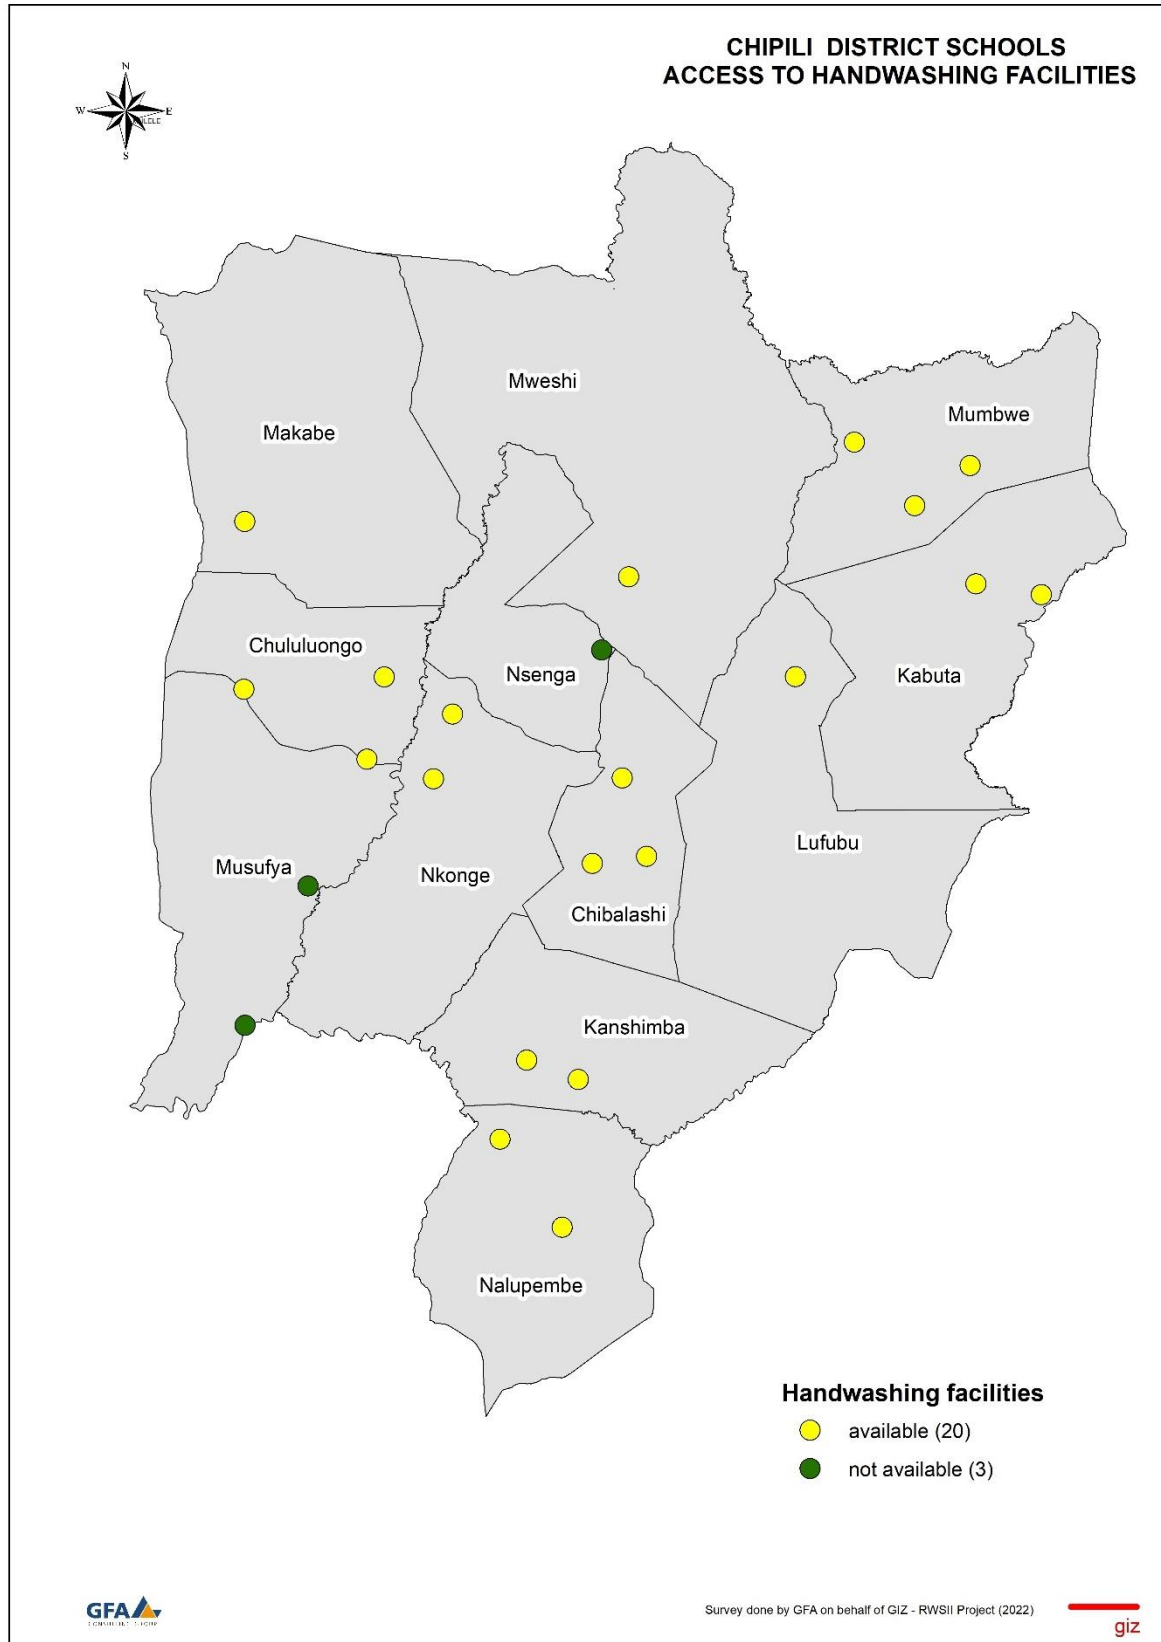 CHIPILI DISTRICT SCHOOLS
ACCESS TO HANDWASHING FACILITIES
N
W
E
S
Mweshi
Mumbwe
Makabe
Chululuongo
Nsenga
Kabuta
Lufubu
Musufya
Nkonge
Chibalashi
Kanshimba
Nalupembe
Handwashing facilities
available (20)
not available (3)
GFA
CONSULTING GROUP
Survey done by GFA on behalf of GIZ - RWSII Project (2022)
giz